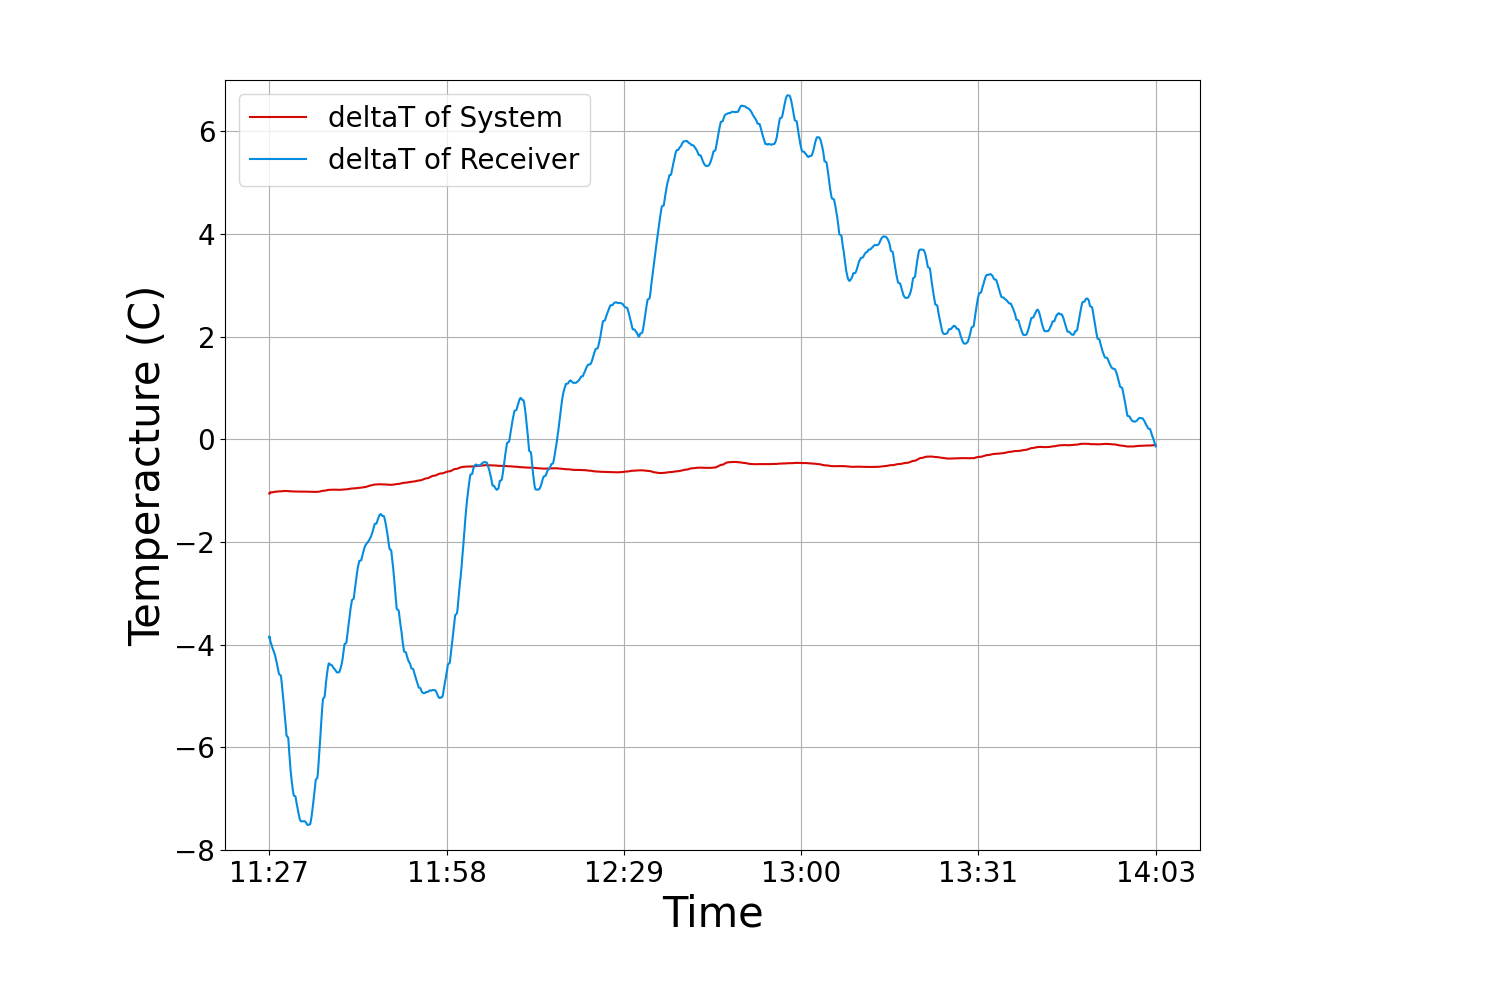 deltaT of System
deltaT of Receiver
6
4
2
0
−2
−4
−6
−8
Temperacture (C)
11:27 11:58 12:29 13:00 13:31 14:03
Time